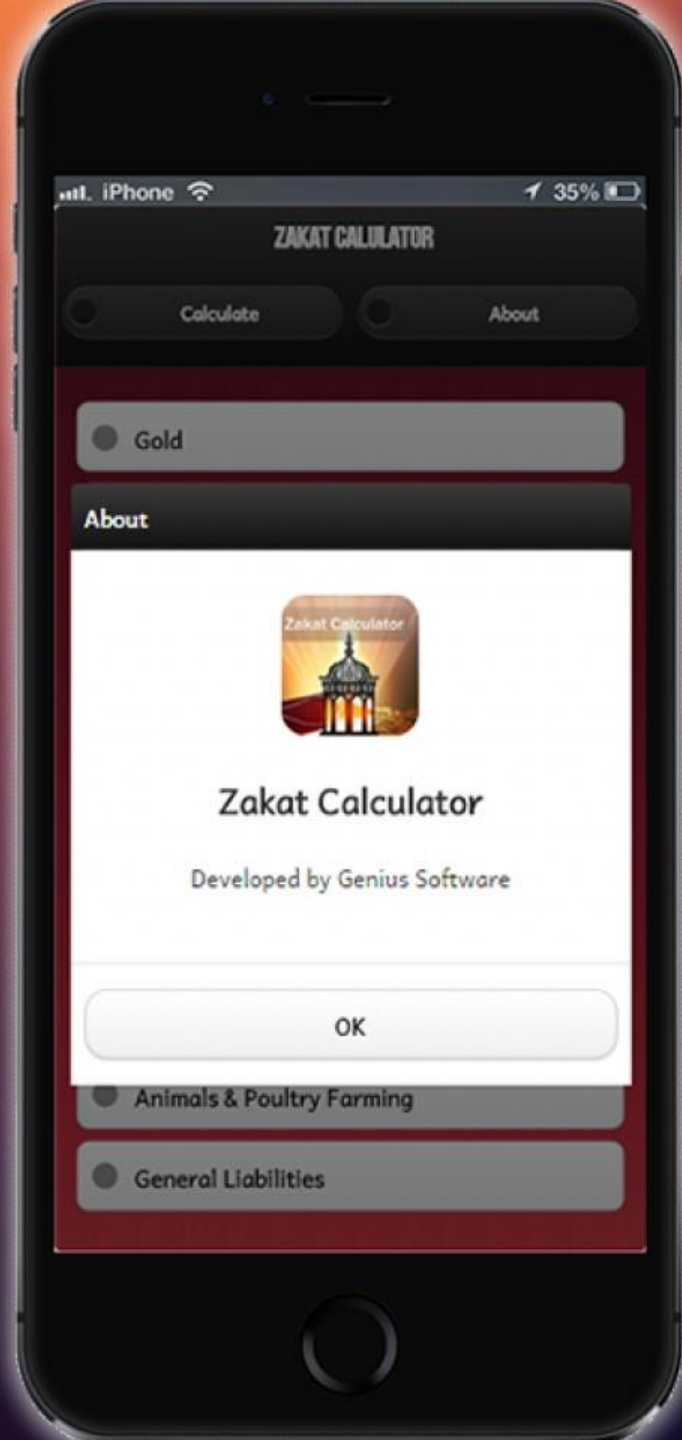 iPhone 35%
ZAKAT CALULATOR
Calculate About
Gold
About
Zakat Calculator
Zakat Calculator
Developed by Genius Software
OK
Animals & Poultry Farming
General Liabilities